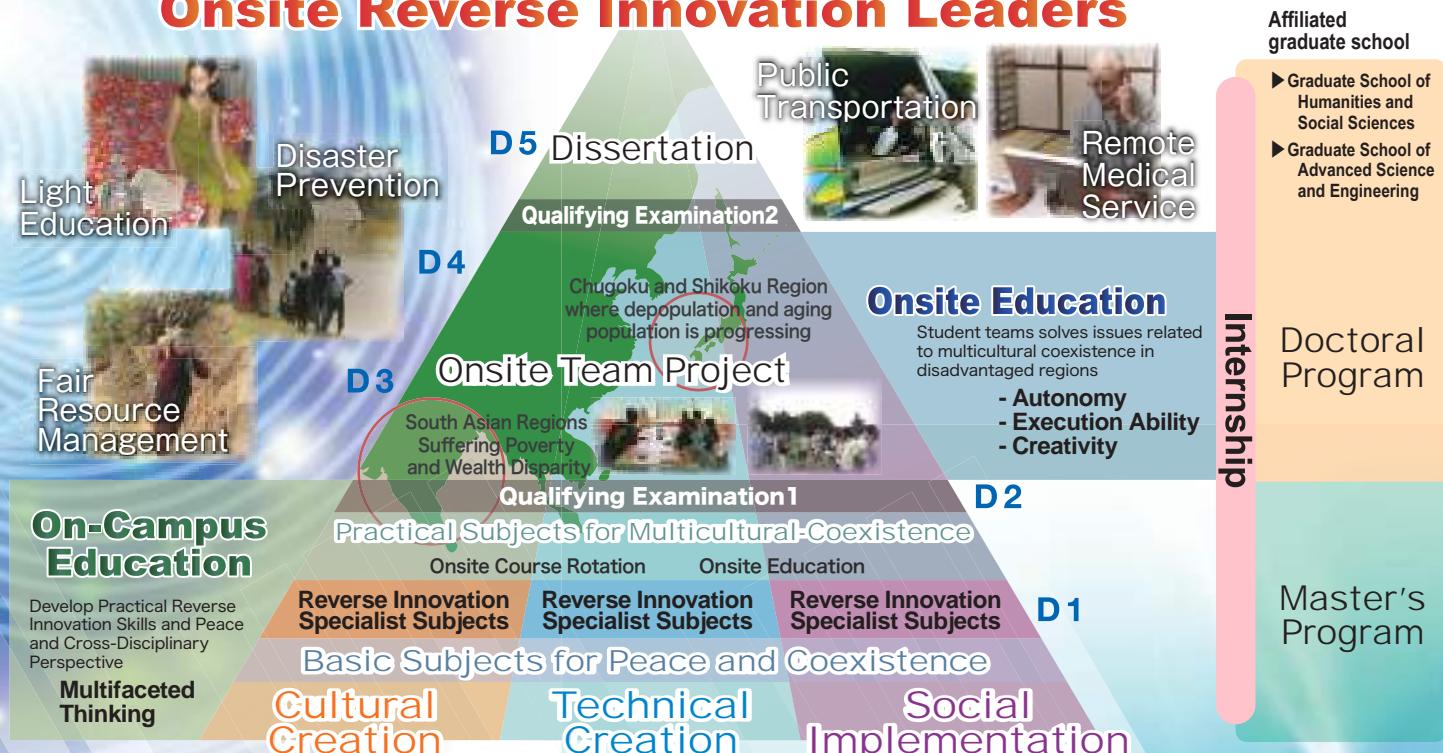 Onsite Reverse Innovation Leaders
Affiliated
graduate school
▶Graduate School of
Humanities and
Social Sciences
▶Graduate School of
Advanced Science
and Engineering
Public
Transportation
Remote
Medical
Service
Light
Education
Disaster
Prevention
Fair
Resource
Management
D5 Dissertation
Qualifying Examination2
D4
Chugoku and Shikoku Region
where depopulation and aging
population is progressing
D3 Onsite Team Project
South Asian Regions
Suffering Poverty
and Wealth Disparity
Onsite Education
Student teams solves issues related
to multicultural coexistence in
disadvantaged regions
- Autonomy
- Execution Ability
- Creativity
Internship
Doctoral
Program
Qualifying Examination1
D2
Practical Subjects for Multicultural-Coexistence
Onsite Course Rotation Onsite Education
On-Campus
Education
Develop Practical Reverse
Innovation Skills and Peace
and Cross-Disciplinary
Perspective
Multifaceted
Thinking
Reverse Innovation
Specialist Subjects
Reverse Innovation
Specialist Subjects
Reverse Innovation
Specialist Subjects
D1
Basic Subjects for Peace and Coexistence
Cultural
Creation
Technical
Creation
Social
Implementation
Master's
Program